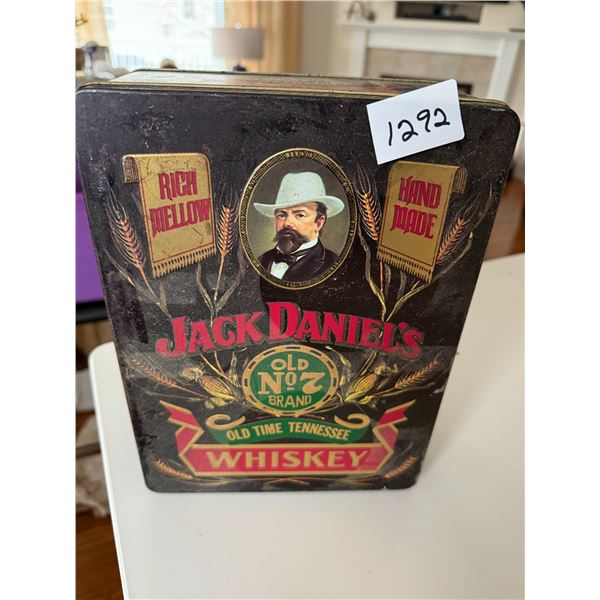 1292
RICH
MELLOW
HAND
MADE
JACK DANIEL'S
OLD
No 7
BRAND
OLD TIME TENNESSEE
WHISKEY